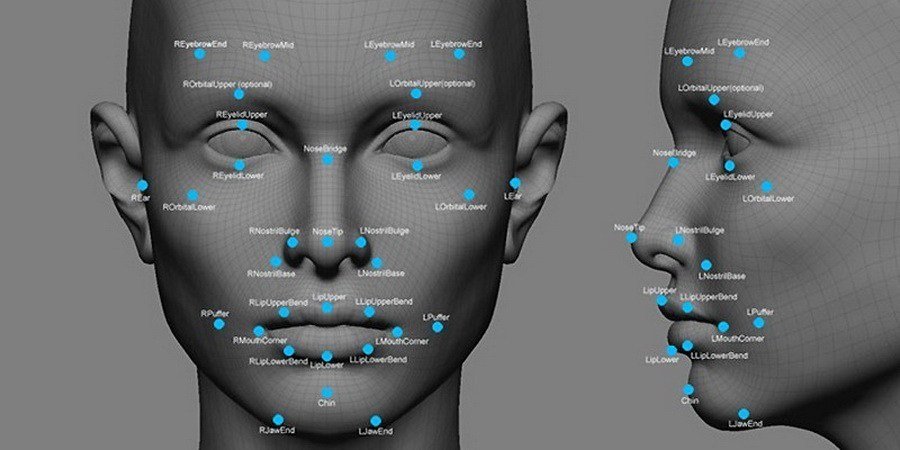 REyebrowEnd
REyebrowMid
LEyebrowMid
LEyebrowEnd
ROrbitalUpper (optional)
LOrbitalUpper(optional)
REyelidUpper
LEyelidUpper
NoseBridge
REyelidLower
LEyelidLower
REar
LEar
ROrbitalLower
LOrbitalLower
RNostrilBulge
NoseTip
LNostrilBulge
RNostrilBase
LNostrilBase
RLipUpperBend
LipUpper
LLipUpperBend
RPuffer
LPuffer
RMouthCorner
LMouthCorner
RLipLowerBend
LipLower
LLipLowerBend
Chin
RJawEnd
LJawEnd
LEyebrowMid
LEyebrowEnd
LOrbitalUpper(optional)
LEyelidUpper
NoseBridge
LEyelidLower
LOrbitalLower
NoseTip
LNostrilBulge
LNostrilBase
LipUpper
LLipUpperBend
LPuffer
LMouthCorner
LipLower
LLipLowerBend
Chin
LJawEnd